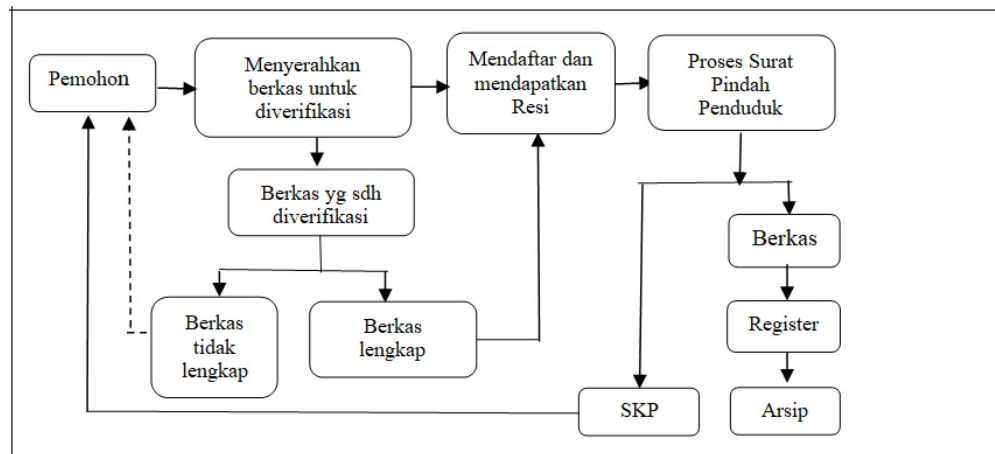 Pemohon
Menyerahkan
berkas untuk
diverifikasi
Mendaftar dan
mendapatkan
Resi
Proses Surat
Pindah
Penduduk
Berkas yg sdh
diverifikasi
Berkas
tidak
lengkap
Berkas
lengkap
Berkas
Register
SKP
Arsip